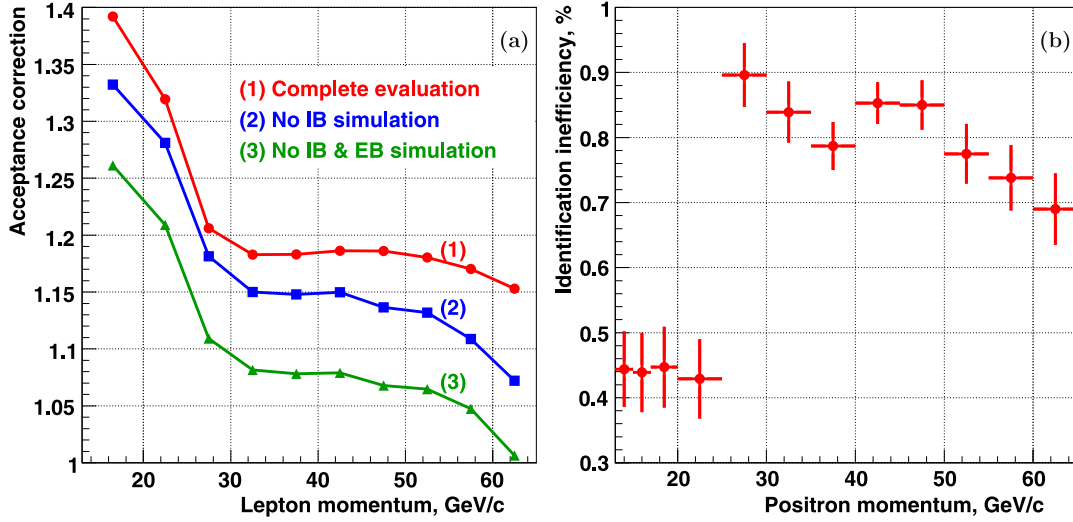 Acceptance correction
1.4
1.35
1.3
1.25
1.2
1.15
1.1
1.05
1
(a)
(1) Complete evaluation
(2) No IB simulation
(3) No IB & EB simulation
(1)
(2)
(3)
20 30 40 50 60
Lepton momentum, GeV/c
Identification inefficiency, %
1
0.9
0.8
0.7
0.6
0.5
0.4
0.3
(b)
20 30 40 50 60
Positron momentum, GeV/c